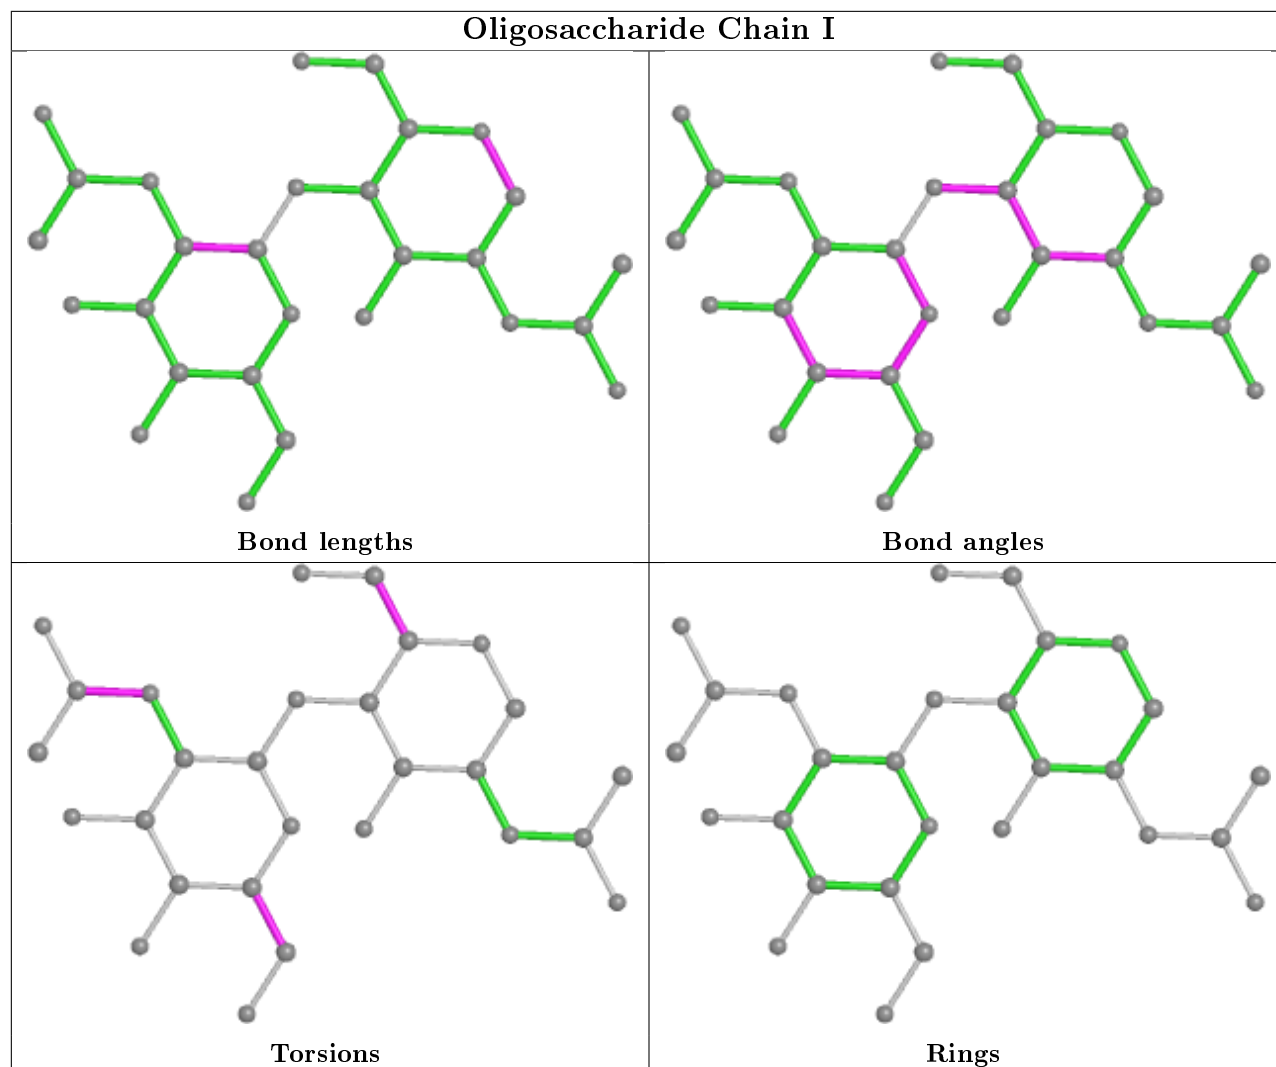 Oligosaccharide Chain I
Bond lengths
Bond angles
Torsions
Rings